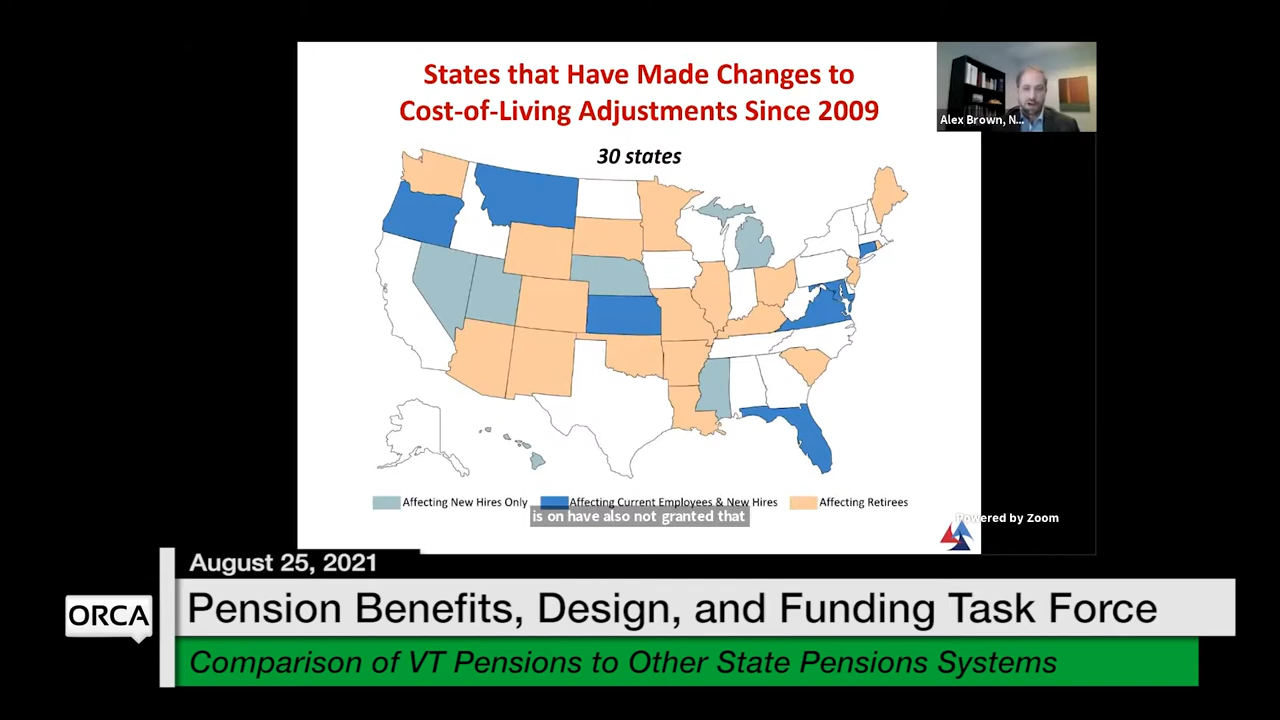 States that Have Made Changes to
Cost-of-Living Adjustments Since 2009
Alex Brown, N...
30 states
Affecting New Hires Only
Affecting Current Employees & New Hires
Affecting Retirees
is on have also not granted that
Powered by Zoom
August 25, 2021
ORCA
Pension Benefits, Design, and Funding Task Force
Comparison of VT Pensions to Other State Pensions Systems